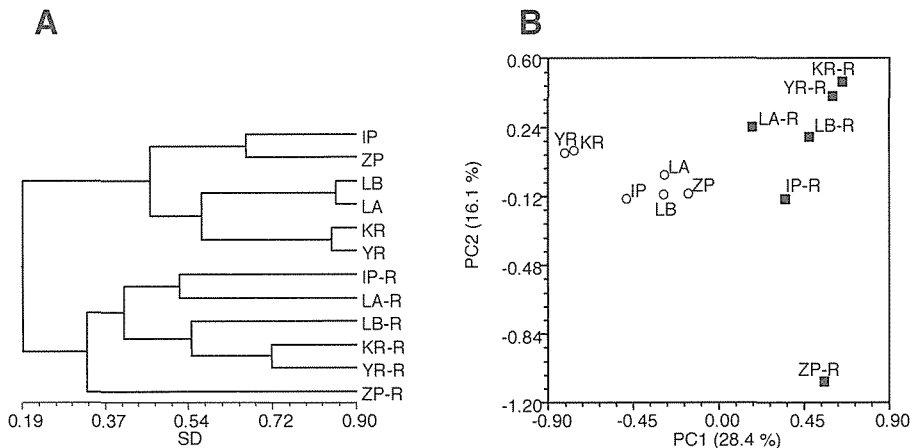 A
IP
ZP
LB
LA
KR
YR
IP-R
LA-R
LB-R
KR-R
YR-R
ZP-R
0.19 0.37 0.54 0.72 0.90
SD
B
0.60
0.24
-0.12
-0.48
-0.84
-1.20
PC2 (16.1 %)
KR-R
YR-R
LA-R
LB-R
YR
KR
LA
IP
ZP
LB
IP-R
ZP-R
-0.90 -0.45 0.00 0.45 0.90
PC1 (28.4 %)